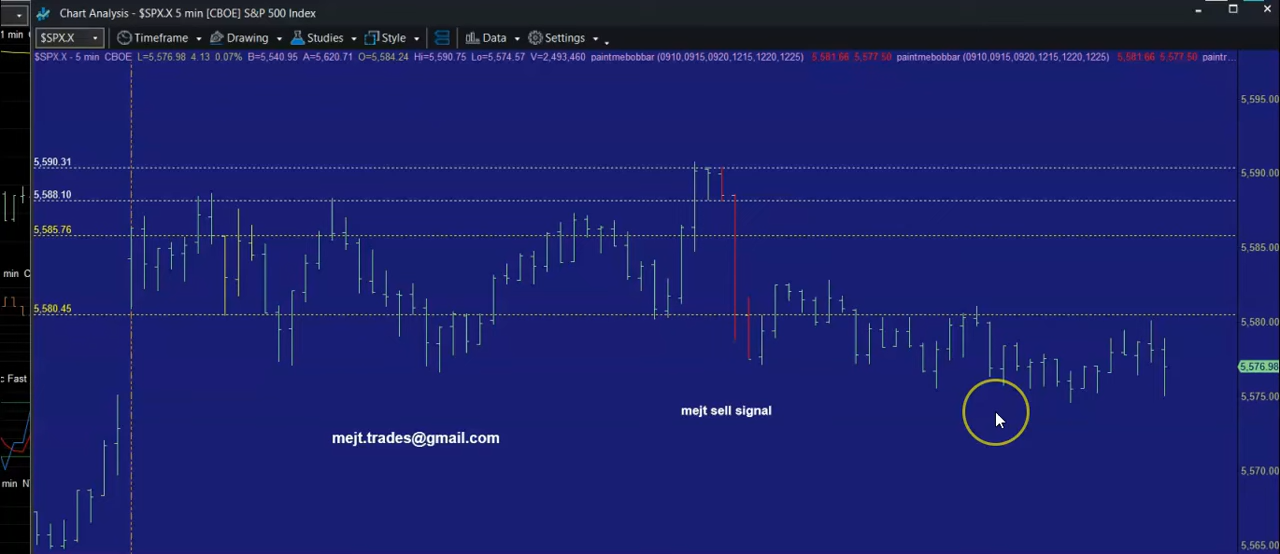 Chart Analysis - $SPX.X 5 min [CBOE] S&P 500 Index
$SPX.X Timeframe Drawing Studies Style Data Settings
1 min
$SPX.X - 5 min CBOE L=5,576.98 4.13 0.07% B=5,540.95 A=5,620.71 O=5,584.24 Hi=5,590.75 Lo=5,574.57 V=2,493,460 paintmebobbar (0910,0915,0920,1215,1220,1225) 5,581.66 5,577.50 paintmebobbar (0910,0915,0920,1215,1220,1225) 5,581.66 5,577.50 paintr...
5,595.00
5,590.31
5,590.00
5,588.10
5,585.76
5,585.00
min C
5,580.45
5,580.00
5,576.98
c Fast
5,575.00
mejt sell signal
mejt.trades@gmail.com
5,570.00
min N
5,565.00